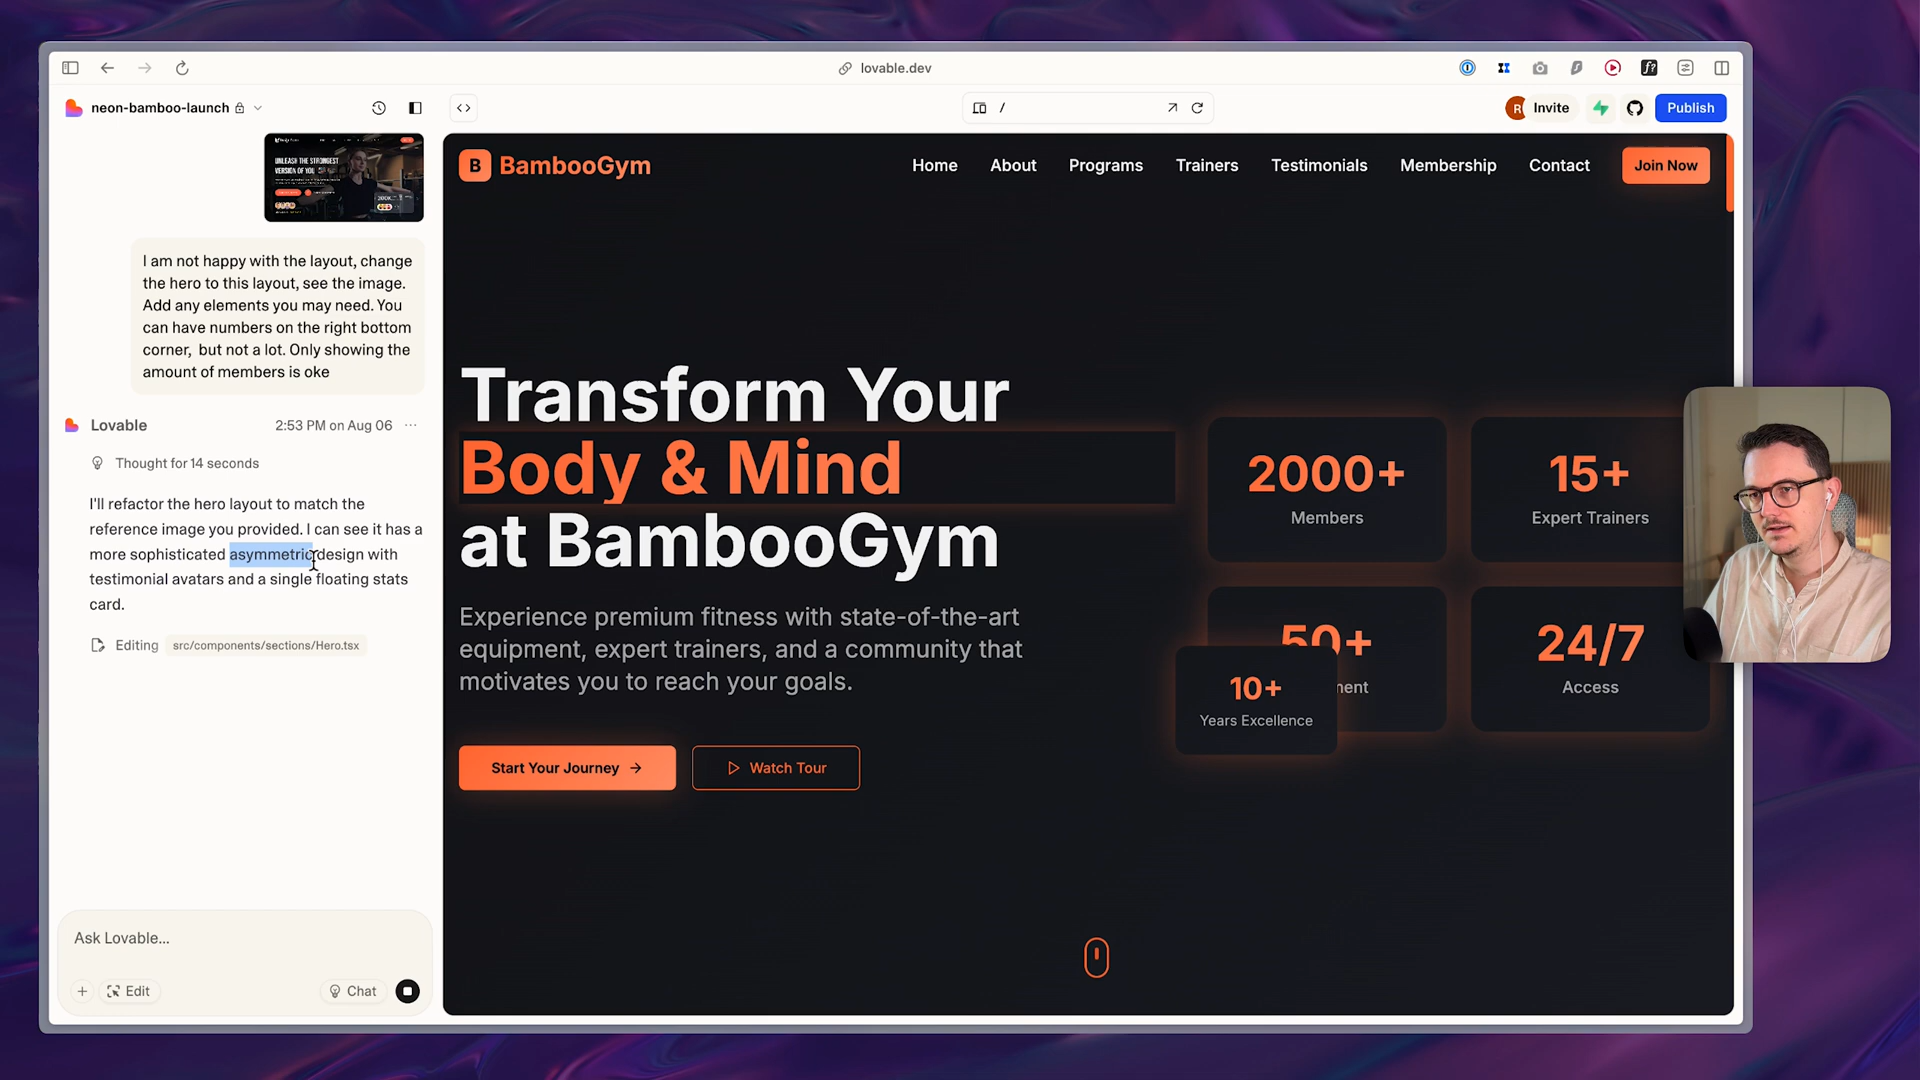 lovable.dev
neon-bamboo-launch
/
R
Invite
Publish
UNLEASH THE STRONGEST
VERSION OF YOU
I am not happy with the layout, change
the hero to this layout, see the image.
Add any elements you may need. You
can have numbers on the right bottom
corner,  but not a lot. Only showing the
amount of members is oke
Lovable
2:53 PM on Aug 06
Thought for 14 seconds
I'll refactor the hero layout to match the
reference image you provided. I can see it has a
more sophisticated asymmetric design with
testimonial avatars and a single floating stats
card.
Editing
src/components/sections/Hero.tsx
Ask Lovable...
Edit
Chat
B
BambooGym
Home
About
Programs
Trainers
Testimonials
Membership
Contact
Join Now
Transform Your
Body & Mind
at BambooGym
Experience premium fitness with state-of-the-art
equipment, expert trainers, and a community that
motivates you to reach your goals.
Start Your Journey
Watch Tour
2000+
Members
15+
Expert Trainers
50+
24/7
Access
10+
Years Excellence